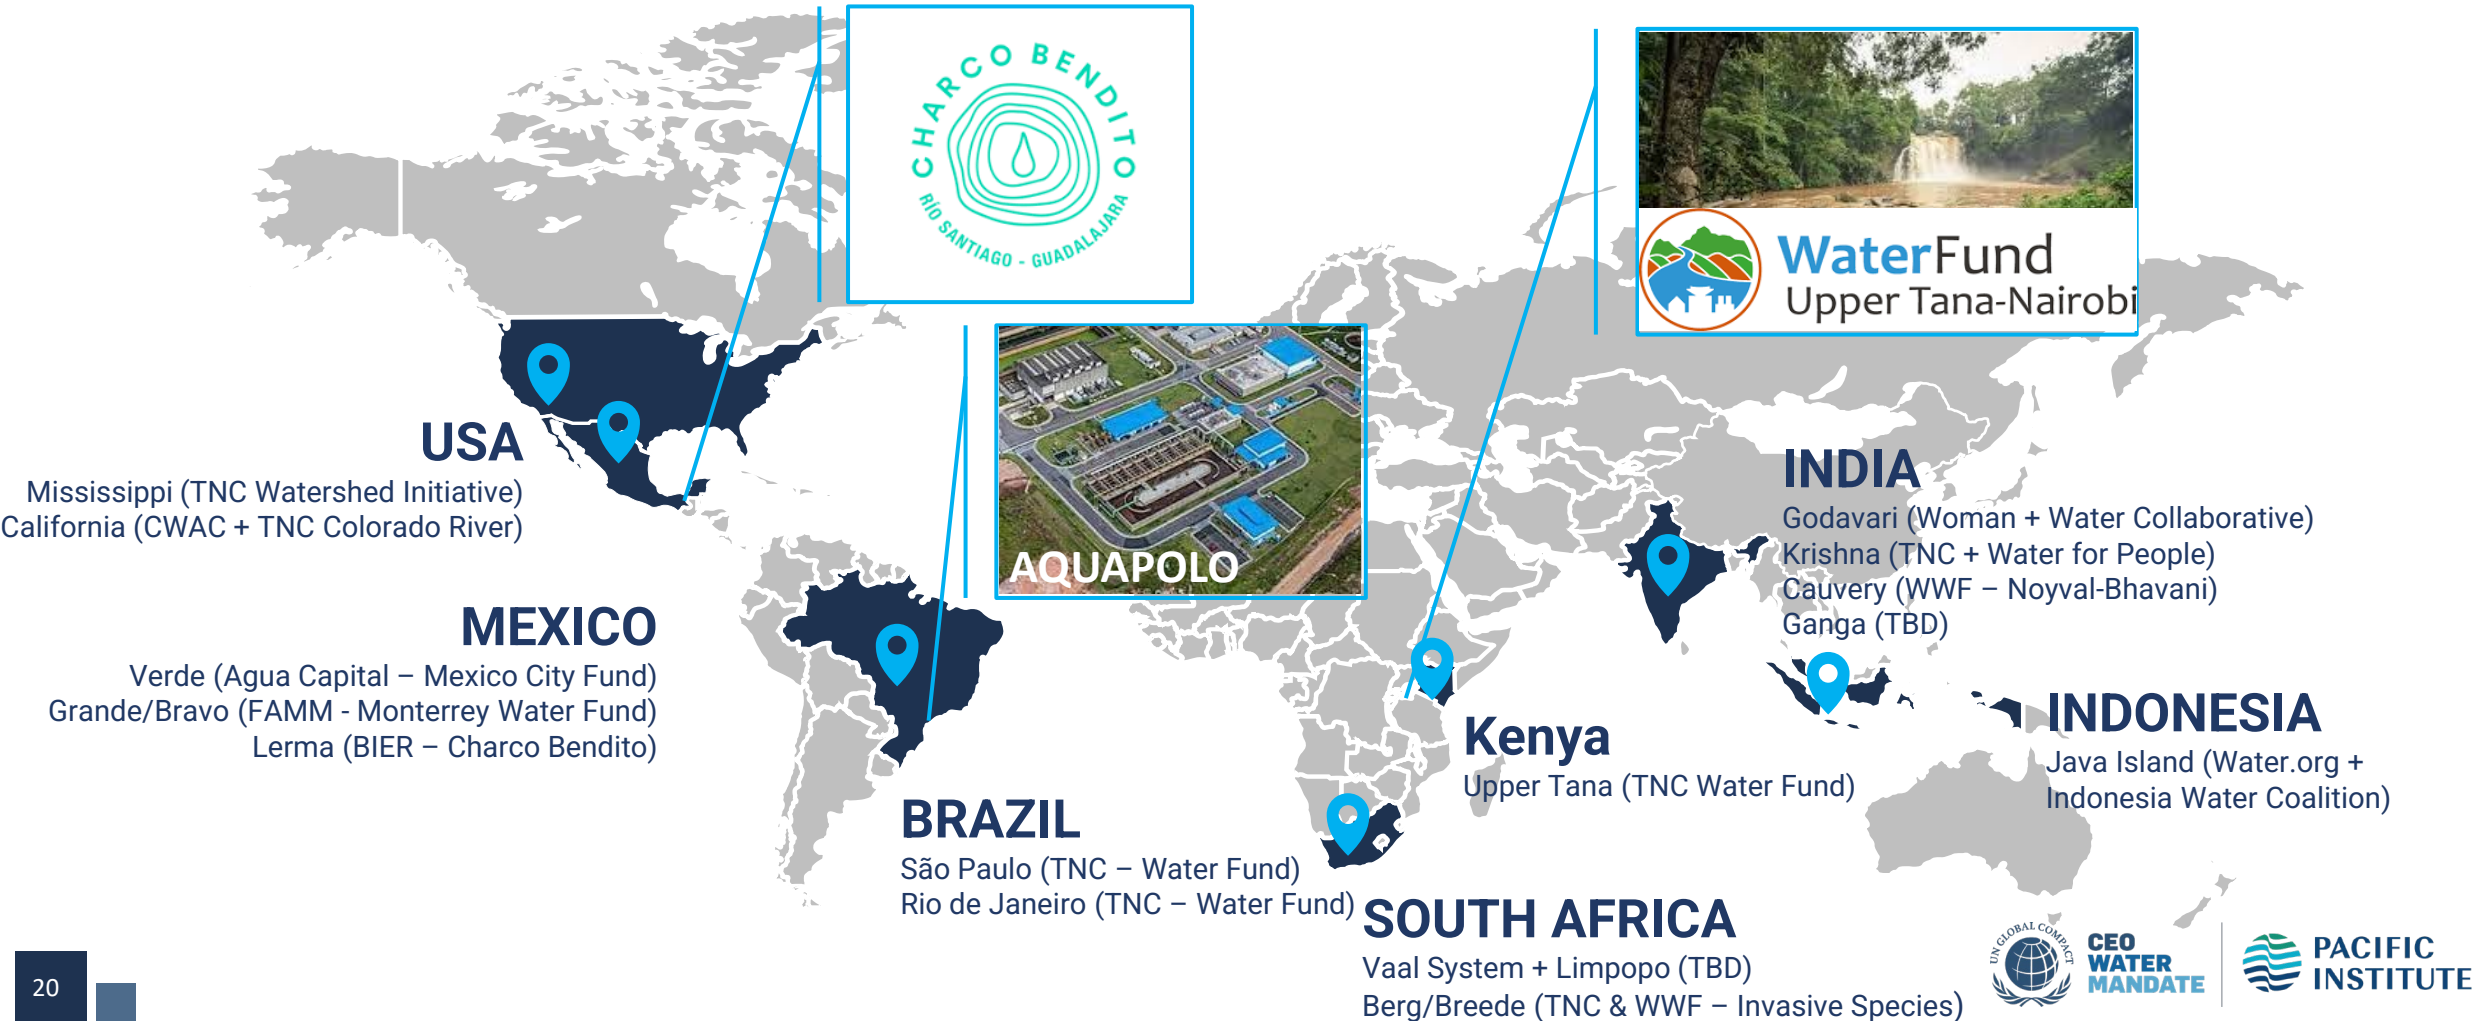 CHARCO BENDITO
RÍO SANTIAGO - GUADALAJARA
WaterFund
Upper Tana-Nairobi
AQUAPOLO
USA
Mississippi (TNC Watershed Initiative)
California (CWAC + TNC Colorado River)
MEXICO
Verde (Agua Capital – Mexico City Fund)
Grande/Bravo (FAMM - Monterrey Water Fund)
Lerma (BIER – Charco Bendito)
BRAZIL
São Paulo (TNC – Water Fund)
Rio de Janeiro (TNC – Water Fund)
Kenya
Upper Tana (TNC Water Fund)
SOUTH AFRICA
Vaal System + Limpopo (TBD)
Berg/Breede (TNC & WWF – Invasive Species)
INDIA
Godavari (Woman + Water Collaborative)
Krishna (TNC + Water for People)
Cauvery (WWF – Noyval-Bhavani)
Ganga (TBD)
INDONESIA
Java Island (Water.org +
Indonesia Water Coalition)
20
UN GLOBAL COMPACT
CEO
WATER
MANDATE
PACIFIC
INSTITUTE